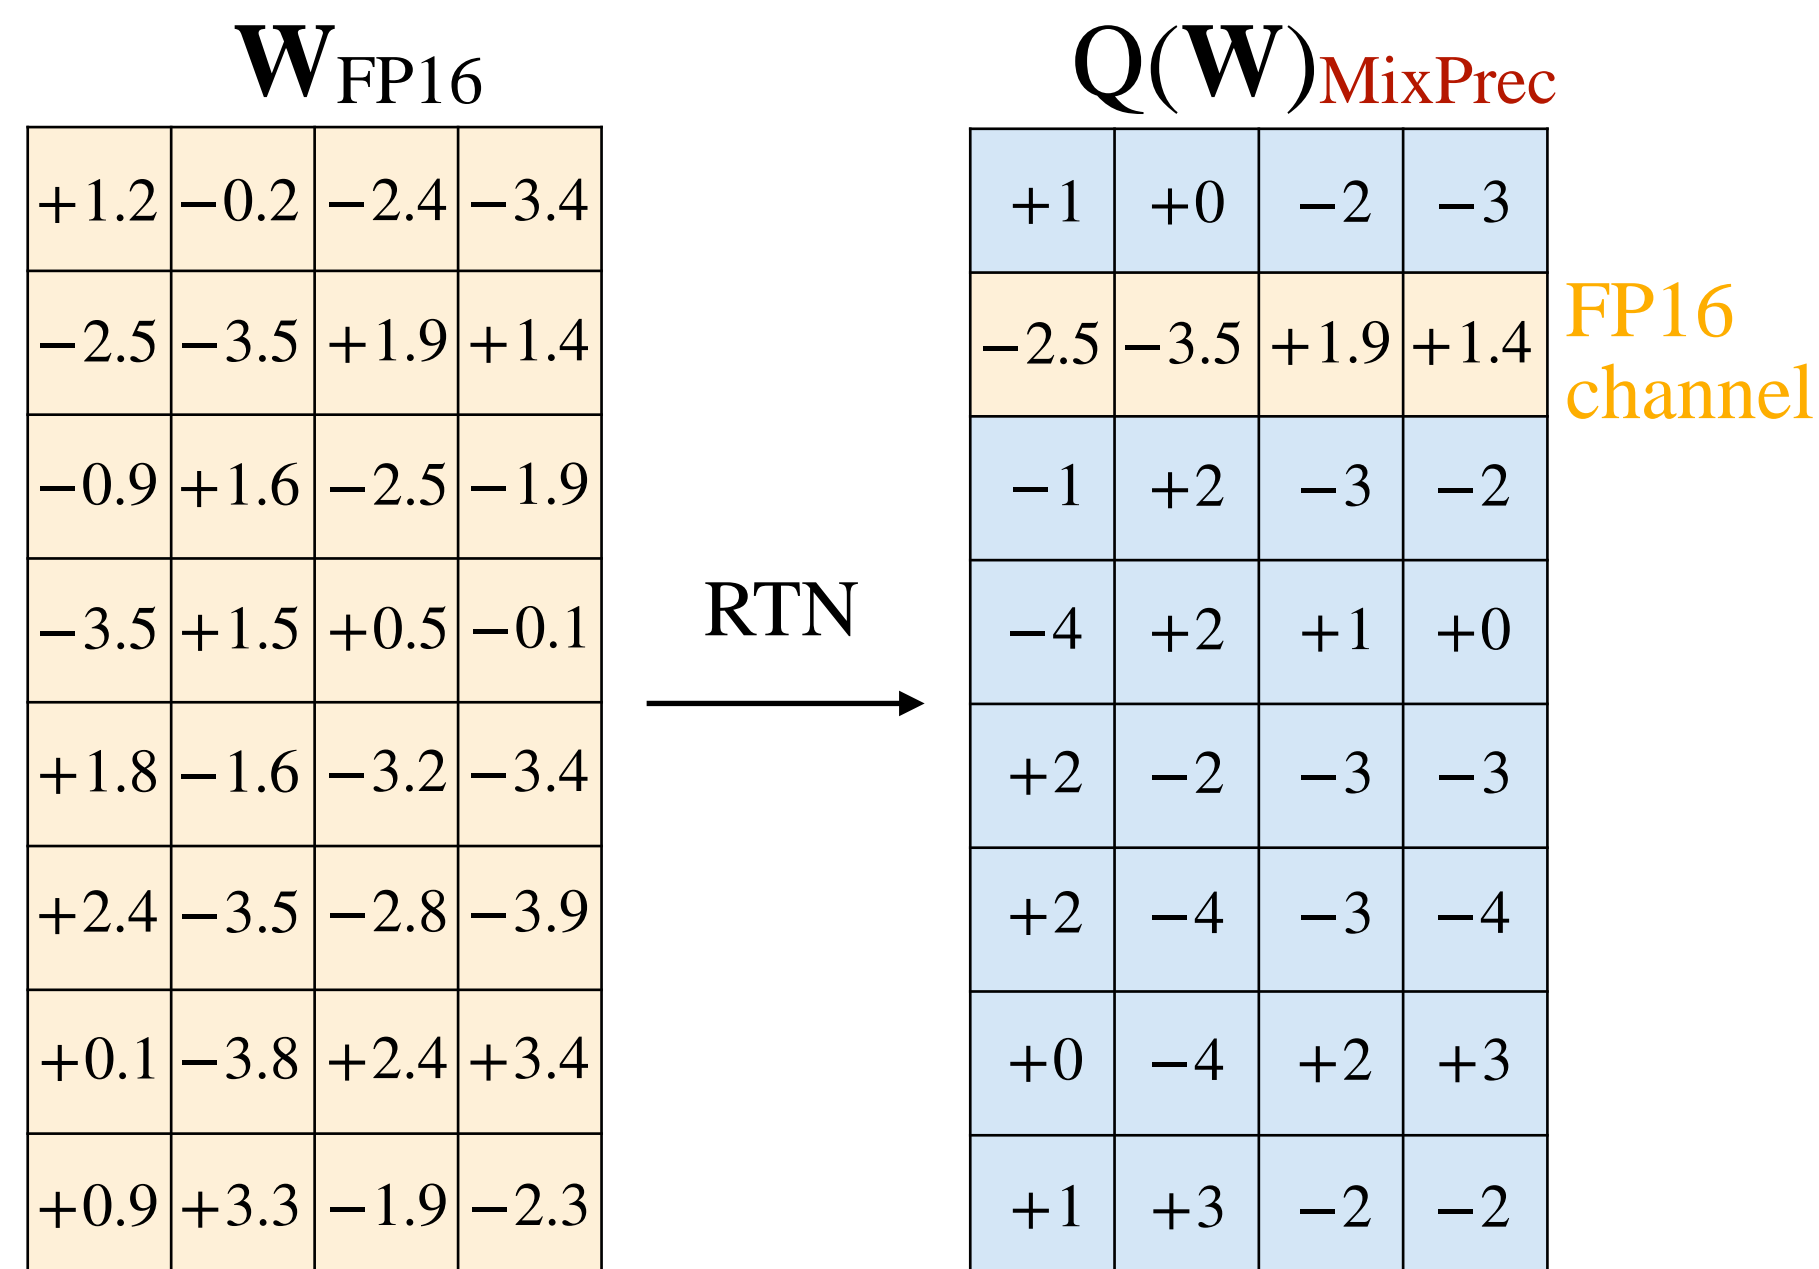 W_FP16 Q(W)_MixPrec
+1.2 −0.2 −2.4 −3.4
−2.5 −3.5 +1.9 +1.4
−0.9 +1.6 −2.5 −1.9
−3.5 +1.5 +0.5 −0.1
+1.8 −1.6 −3.2 −3.4
+2.4 −3.5 −2.8 −3.9
+0.1 −3.8 +2.4 +3.4
+0.9 +3.3 −1.9 −2.3
RTN
+1 +0 −2 −3
−2.5 −3.5 +1.9 +1.4
−1 +2 −3 −2
−4 +2 +1 +0
+2 −2 −3 −3
+2 −4 −3 −4
+0 −4 +2 +3
+1 +3 −2 −2
FP16
channel